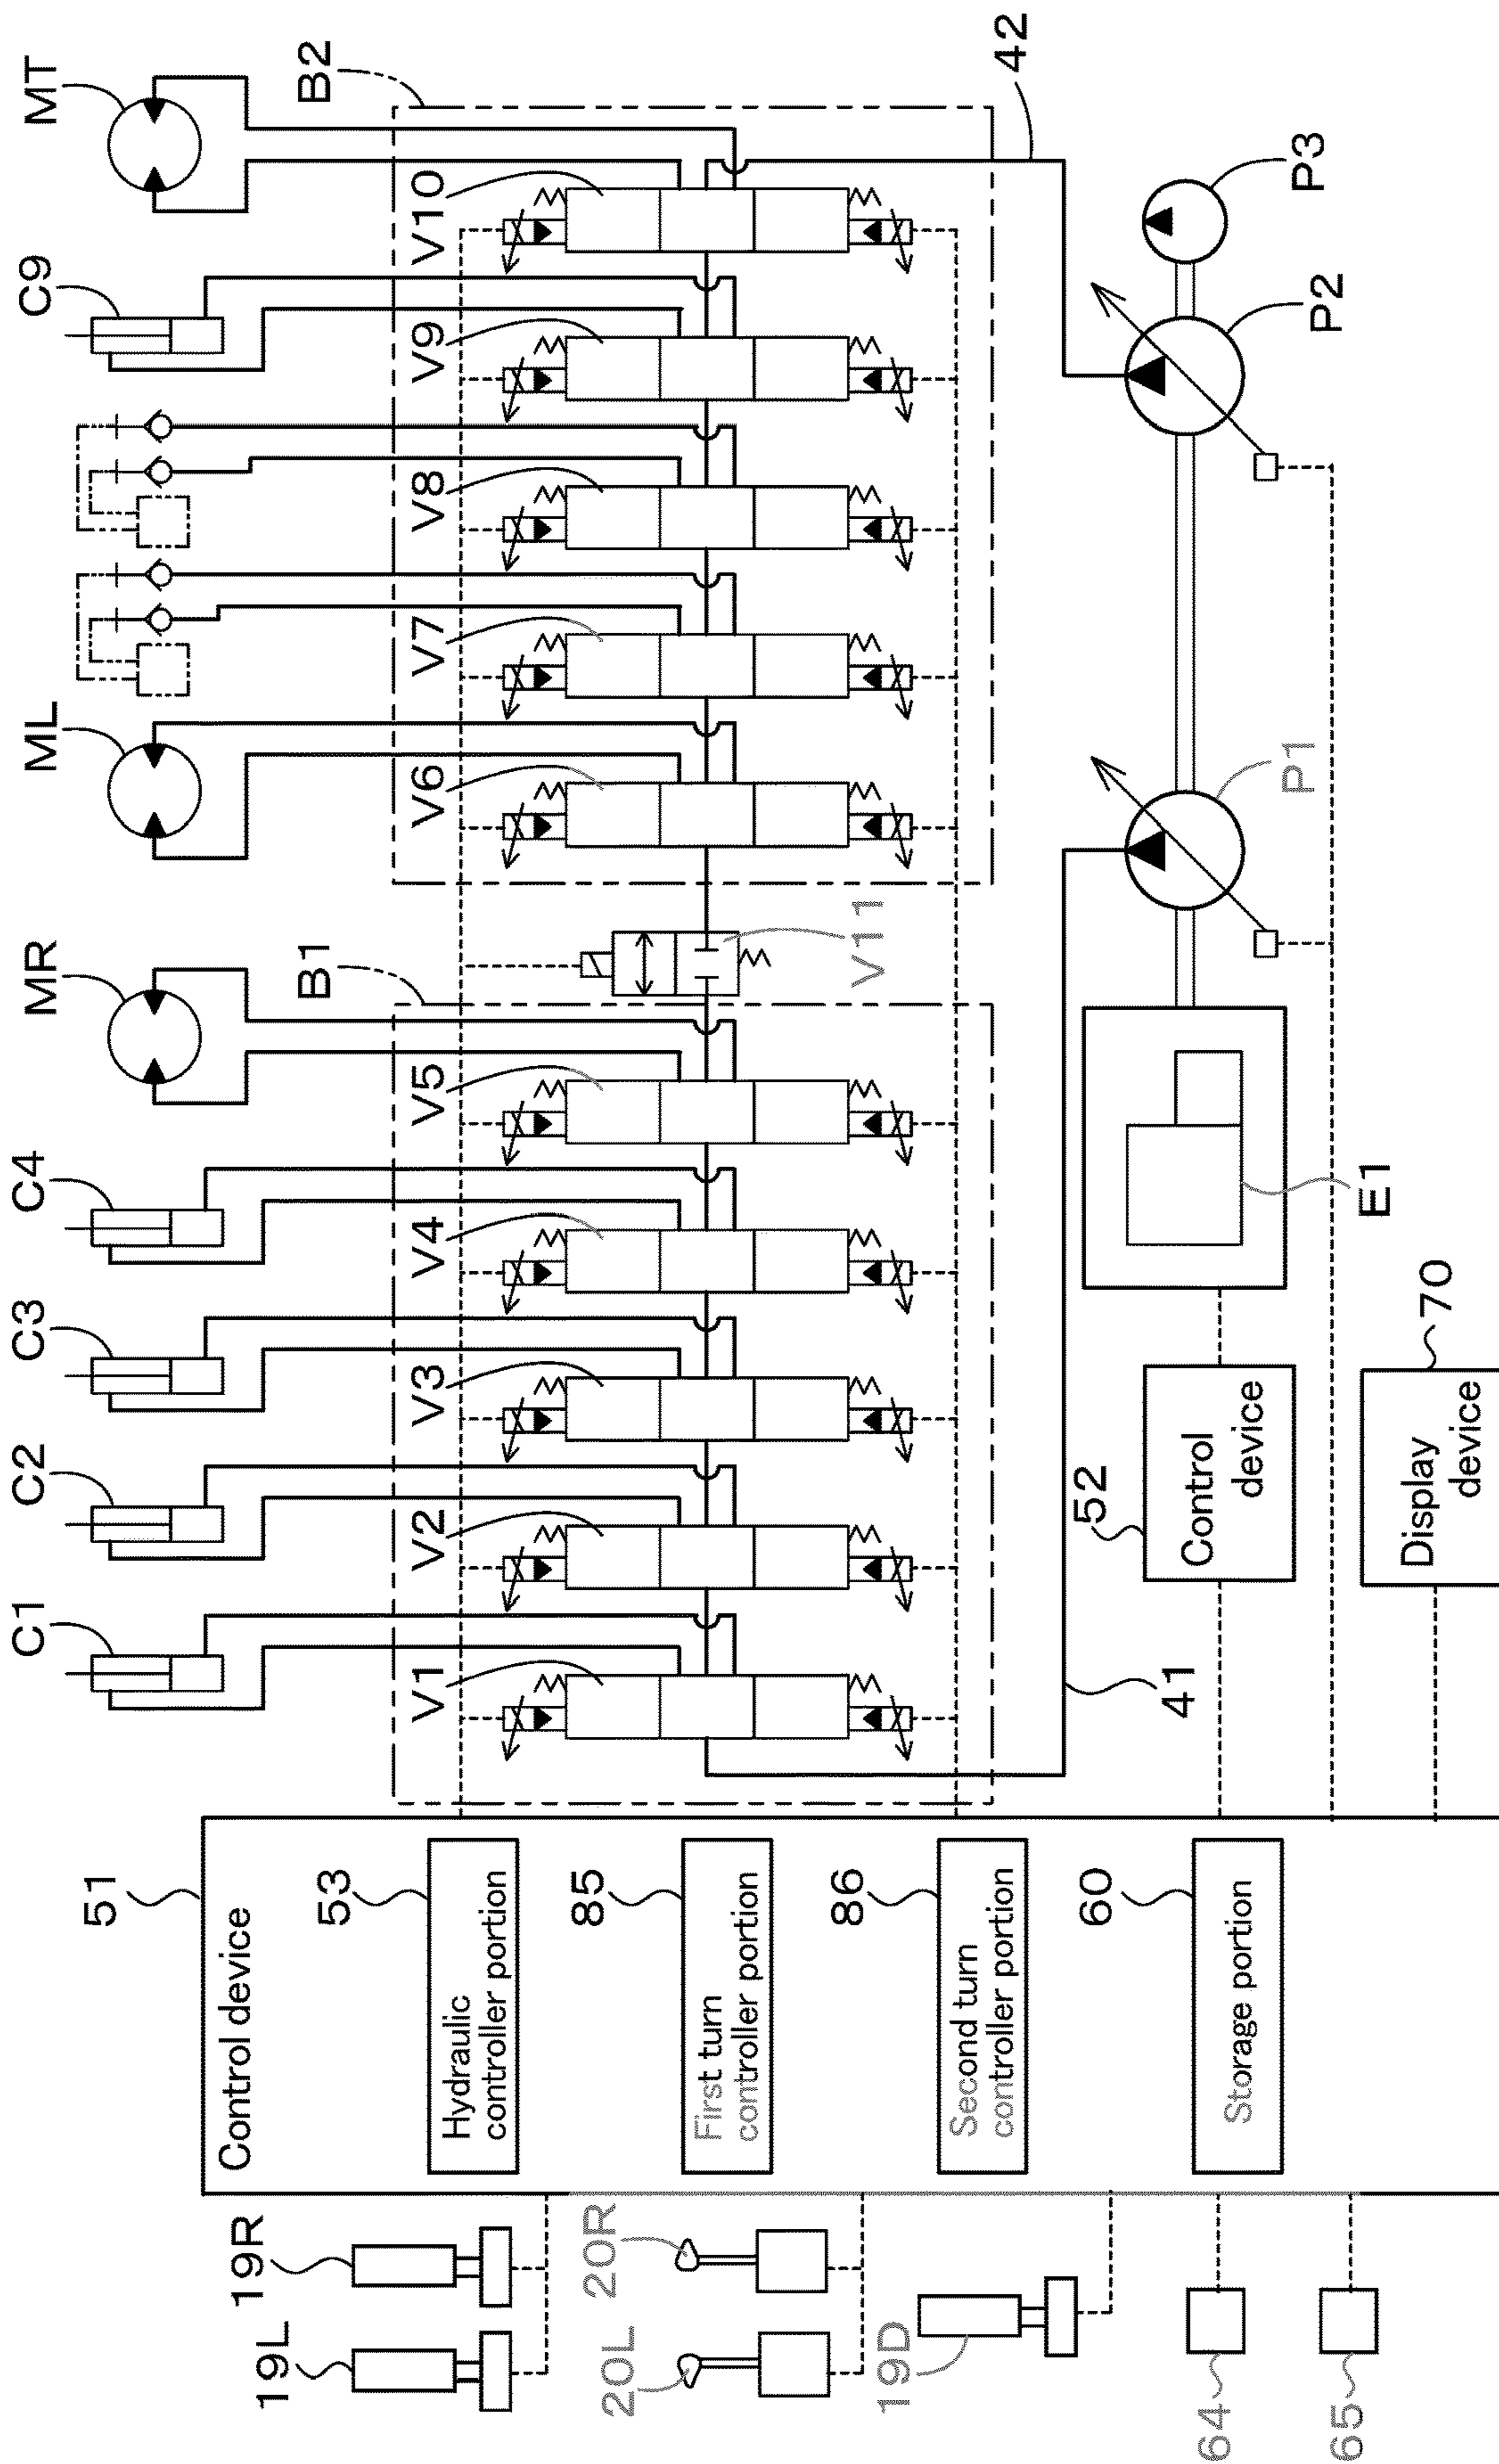 C1
C2
C3
C4
MR
ML
C9
MT
B1
B2
V1
V2
V3
V4
V5
V6
V7
V8
V9
V10
V11
42
41
P1
P2
P3
E1
52
Control
device
70
Display
device
51
Control device
53
Hydraulic
controller portion
85
First turn
controller portion
86
Second turn
controller portion
60
Storage portion
19L
19R
20L
20R
19D
64
65